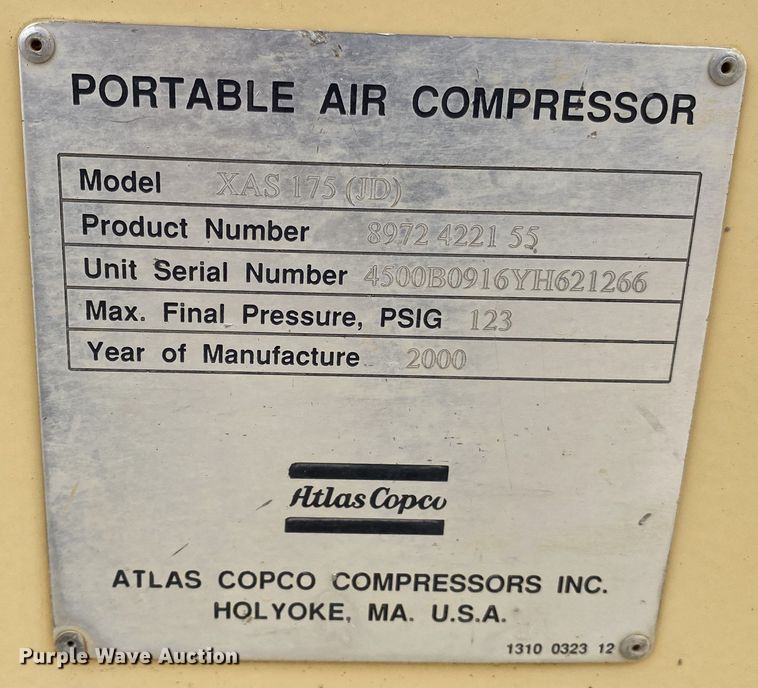 PORTABLE AIR COMPRESSOR
Model XAS 175 (JD)
Product Number 8972 4221 55
Unit Serial Number 4500B0916YH621266
Max. Final Pressure, PSIG 123
Year of Manufacture 2000
Atlas Copco
ATLAS COPCO COMPRESSORS INC.
HOLYOKE, MA. U.S.A.
1310 0323 12
Purple Wave Auction